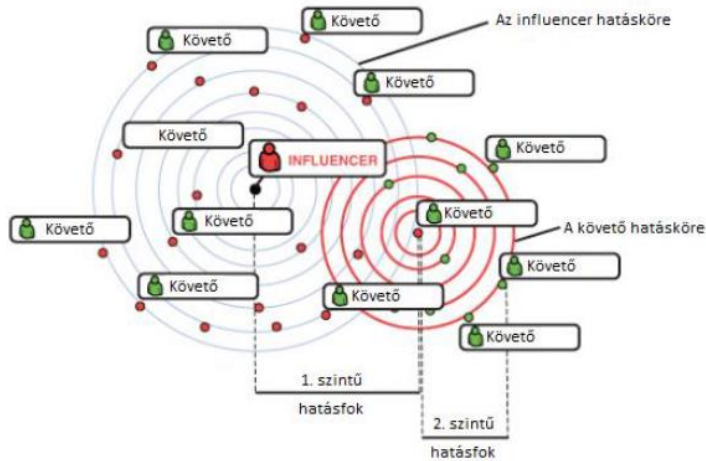 Követő
Az influencer hatásköre
Követő
Követő
Követő
INFLUENCER
Követő
Követő
Követő
Követő
A követő hatásköre
Követő
Követő
Követő
Követő
1. szintű
hatásfok
2. szintű
hatásfok